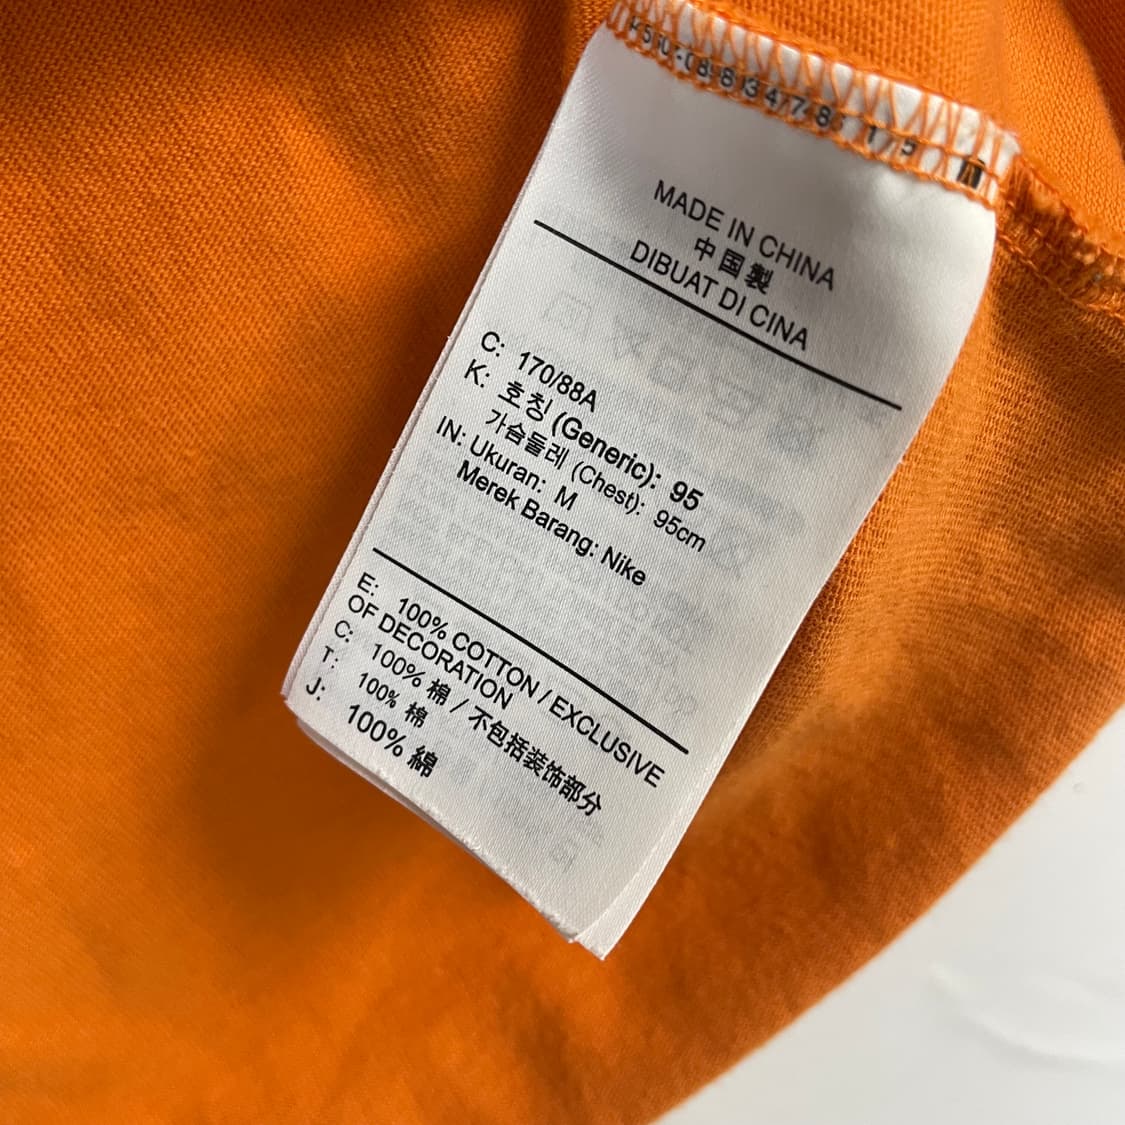 MADE IN CHINA
中国製
DIBUAT DI CINA
C: 170/88A
K: 호칭 (Generic): 95
가슴둘레 (Chest): 95cm
IN: Ukuran: M
Merek Barang: Nike
E: 100% COTTON / EXCLUSIVE
OF DECORATION
C: 100% 棉 / 不包括装饰部分
T: 100% 棉
J: 100% 綿